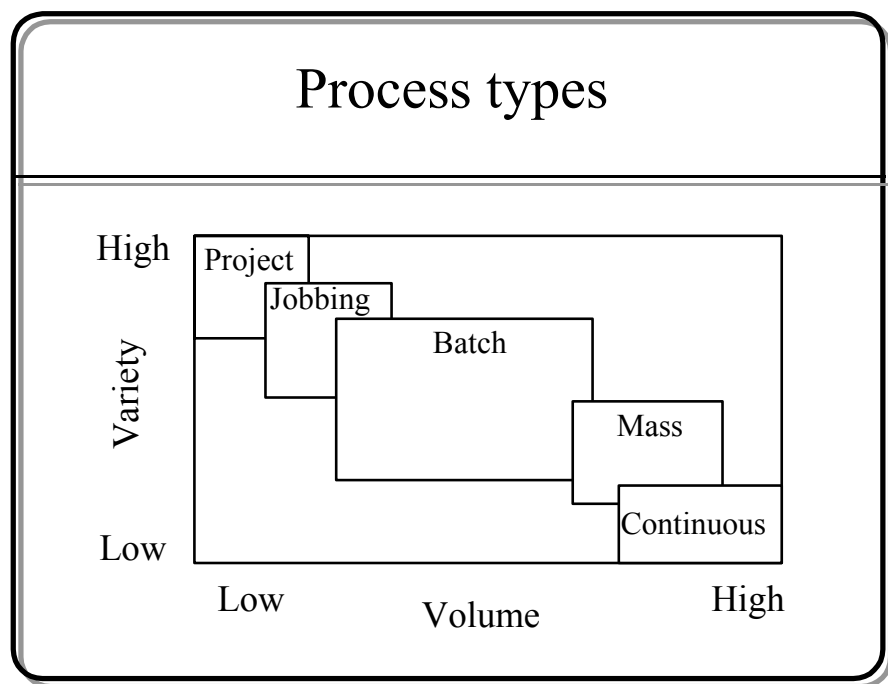 Process types
High
Project
Jobbing
Batch
Variety
Mass
Continuous
Low
Low
Volume
High